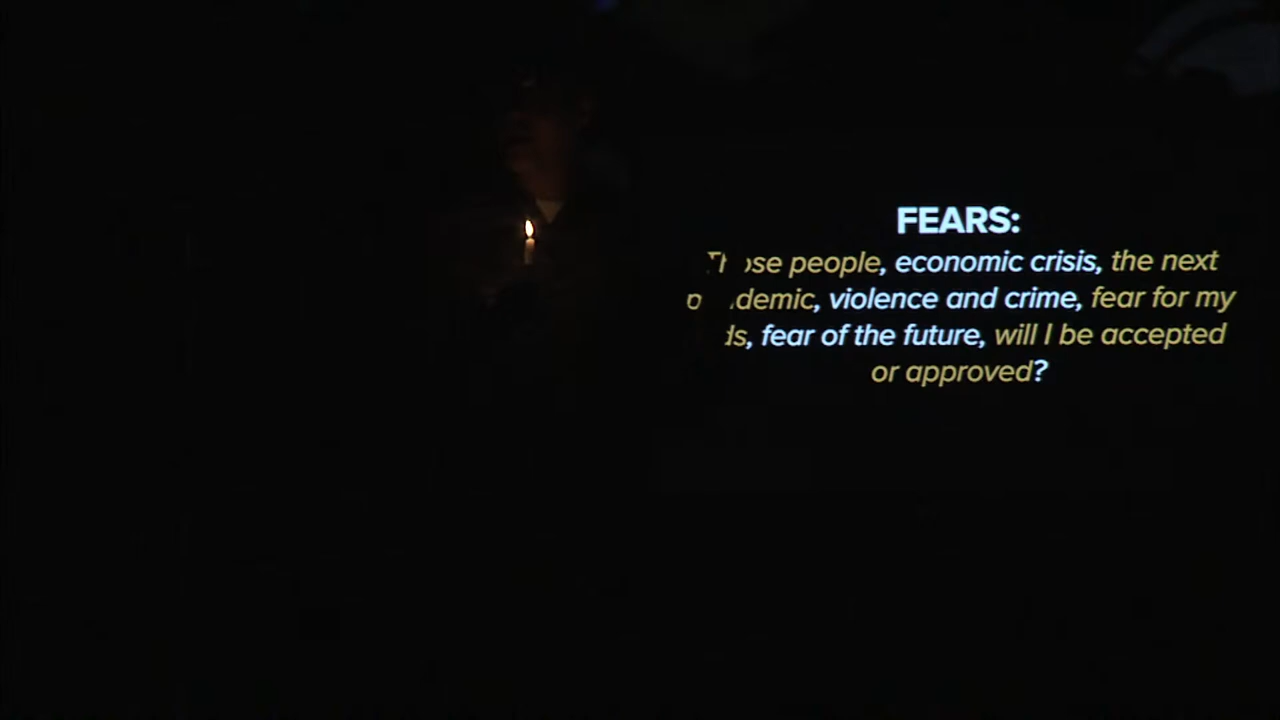 FEARS:
people, economic crisis, the next
violence and crime, fear for my
fear of the future, will I be accepted
or approved?